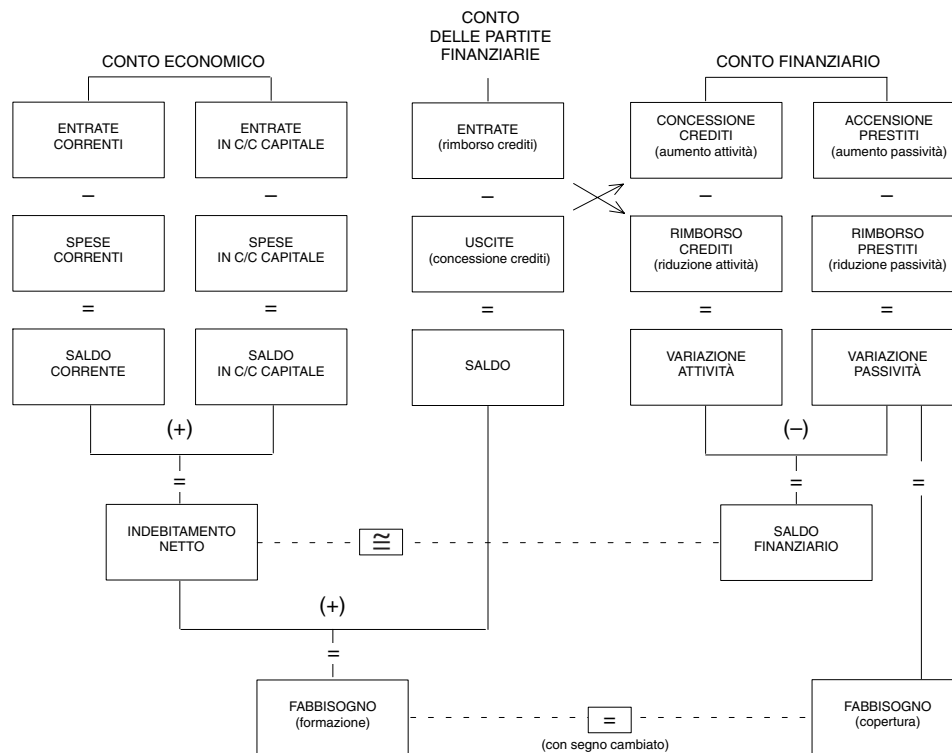 CONTO
DELLE PARTITE
FINANZIARIE
CONTO ECONOMICO
CONTO FINANZIARIO
ENTRATE
CORRENTI
ENTRATE
IN C/C CAPITALE
ENTRATE
(rimborso crediti)
CONCESSIONE
CREDITI
(aumento attività)
ACCENSIONE
PRESTITI
(aumento passività)
–
–
–
–
–
SPESE
CORRENTI
SPESE
IN C/C CAPITALE
USCITE
(concessione crediti)
RIMBORSO
CREDITI
(riduzione attività)
RIMBORSO
PRESTITI
(riduzione passività)
=
=
=
=
=
SALDO
CORRENTE
SALDO
IN C/C CAPITALE
SALDO
VARIAZIONE
ATTIVITÀ
VARIAZIONE
PASSIVITÀ
(+)
(–)
=
=
=
INDEBITAMENTO
NETTO
≅
SALDO
FINANZIARIO
(+)
=
FABBISOGNO
(formazione)
=
(con segno cambiato)
FABBISOGNO
(copertura)